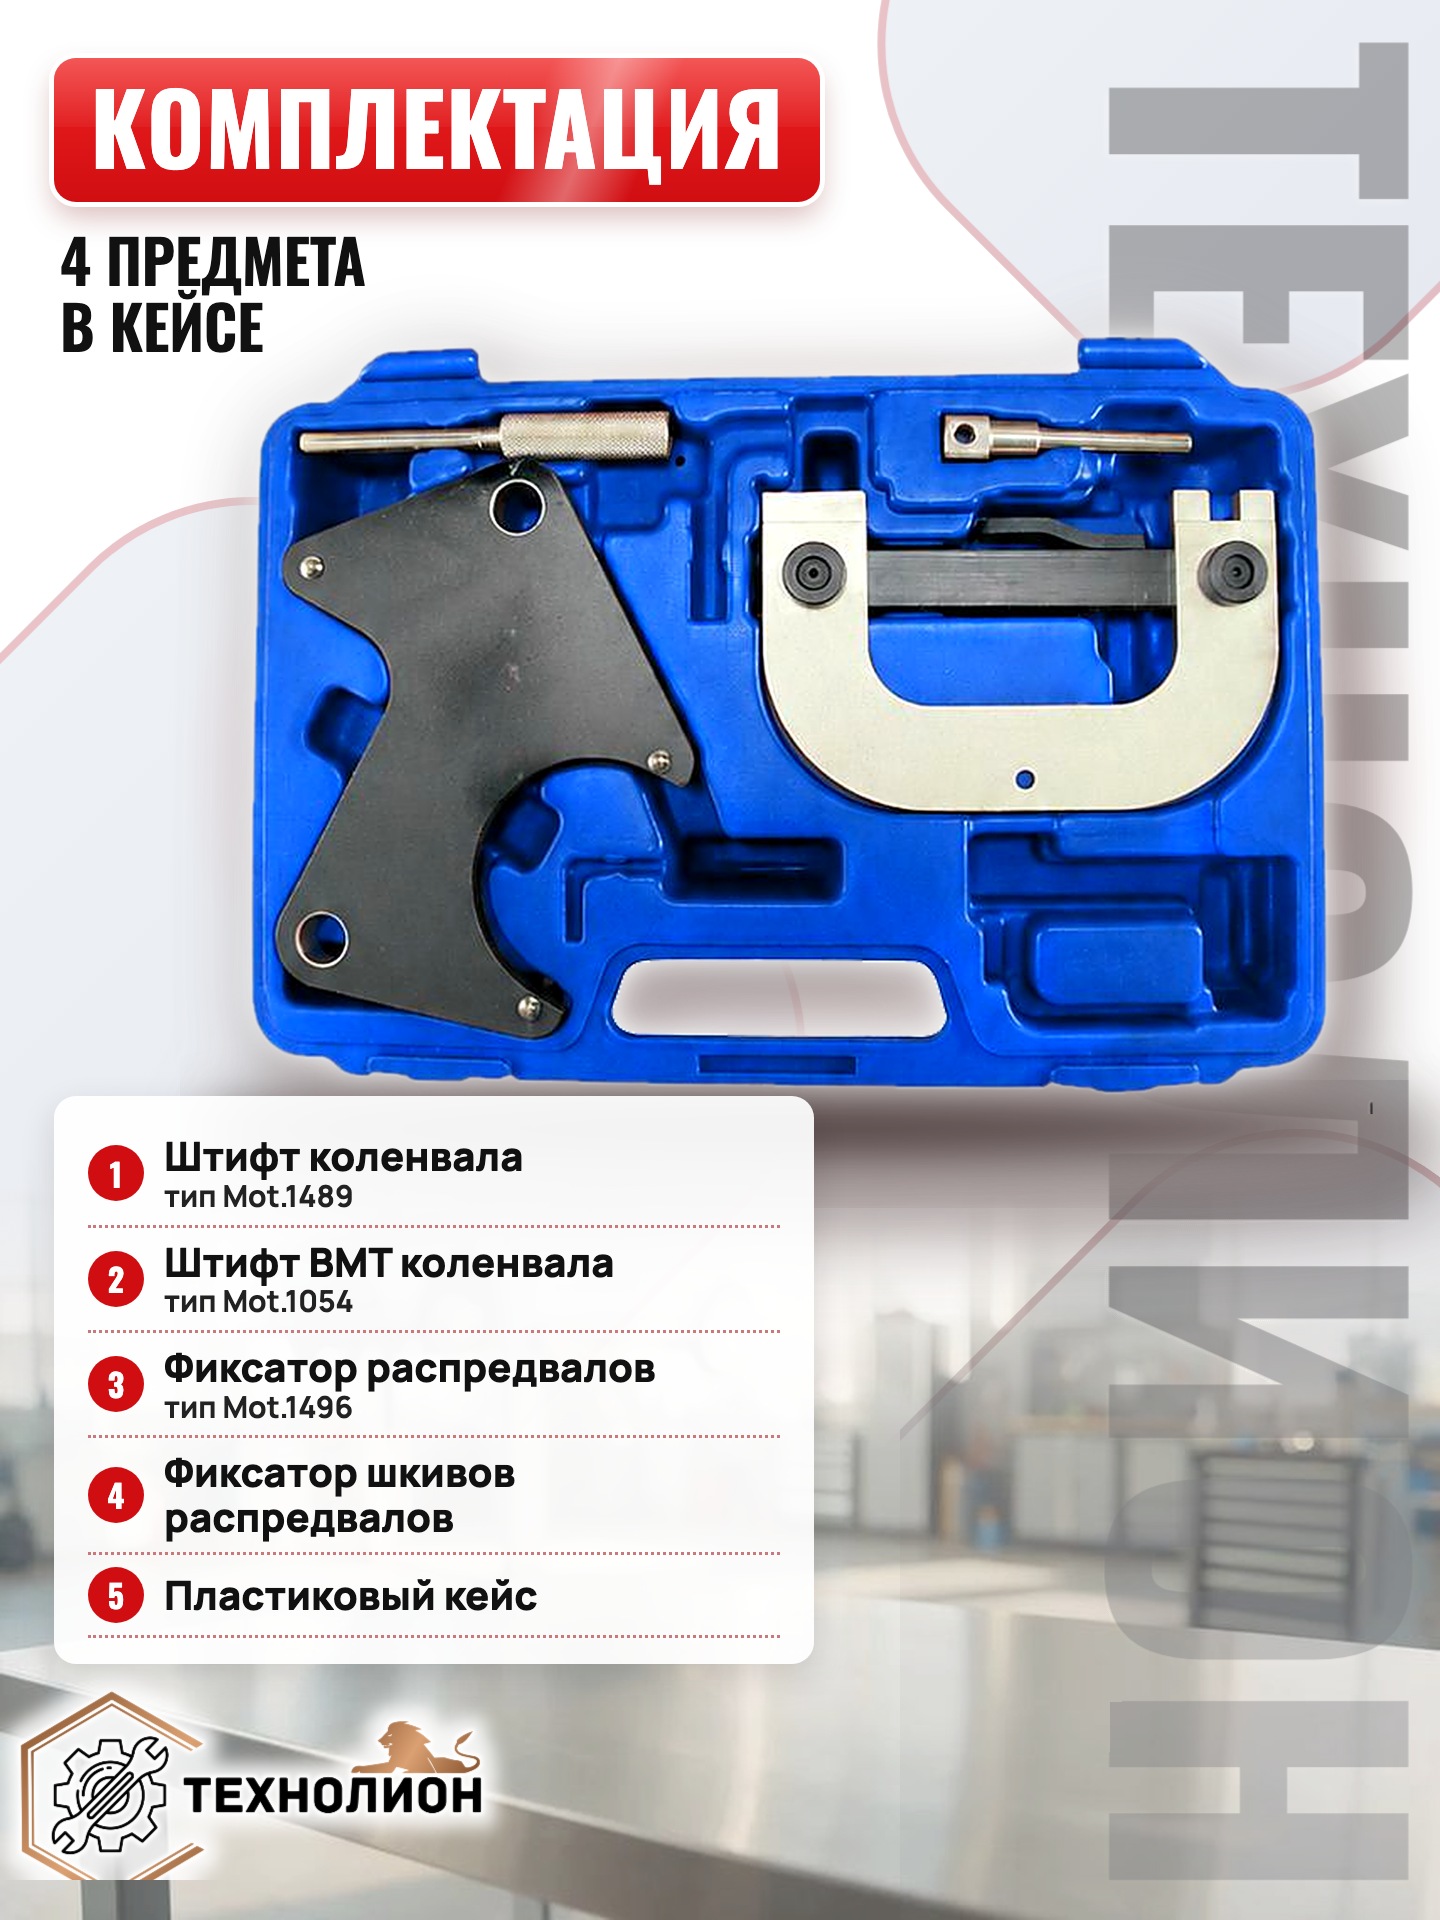 КОМПЛЕКТАЦИЯ
4 ПРЕДМЕТА
В КЕЙСЕ
1 Штифт коленвала
тип Mot.1489
2 Штифт ВМТ коленвала
тип Mot.1054
3 Фиксатор распредвалов
тип Mot.1496
4 Фиксатор шкивов
распредвалов
5 Пластиковый кейс
ТЕХНОЛИОН
ТЕХНОЛИОН